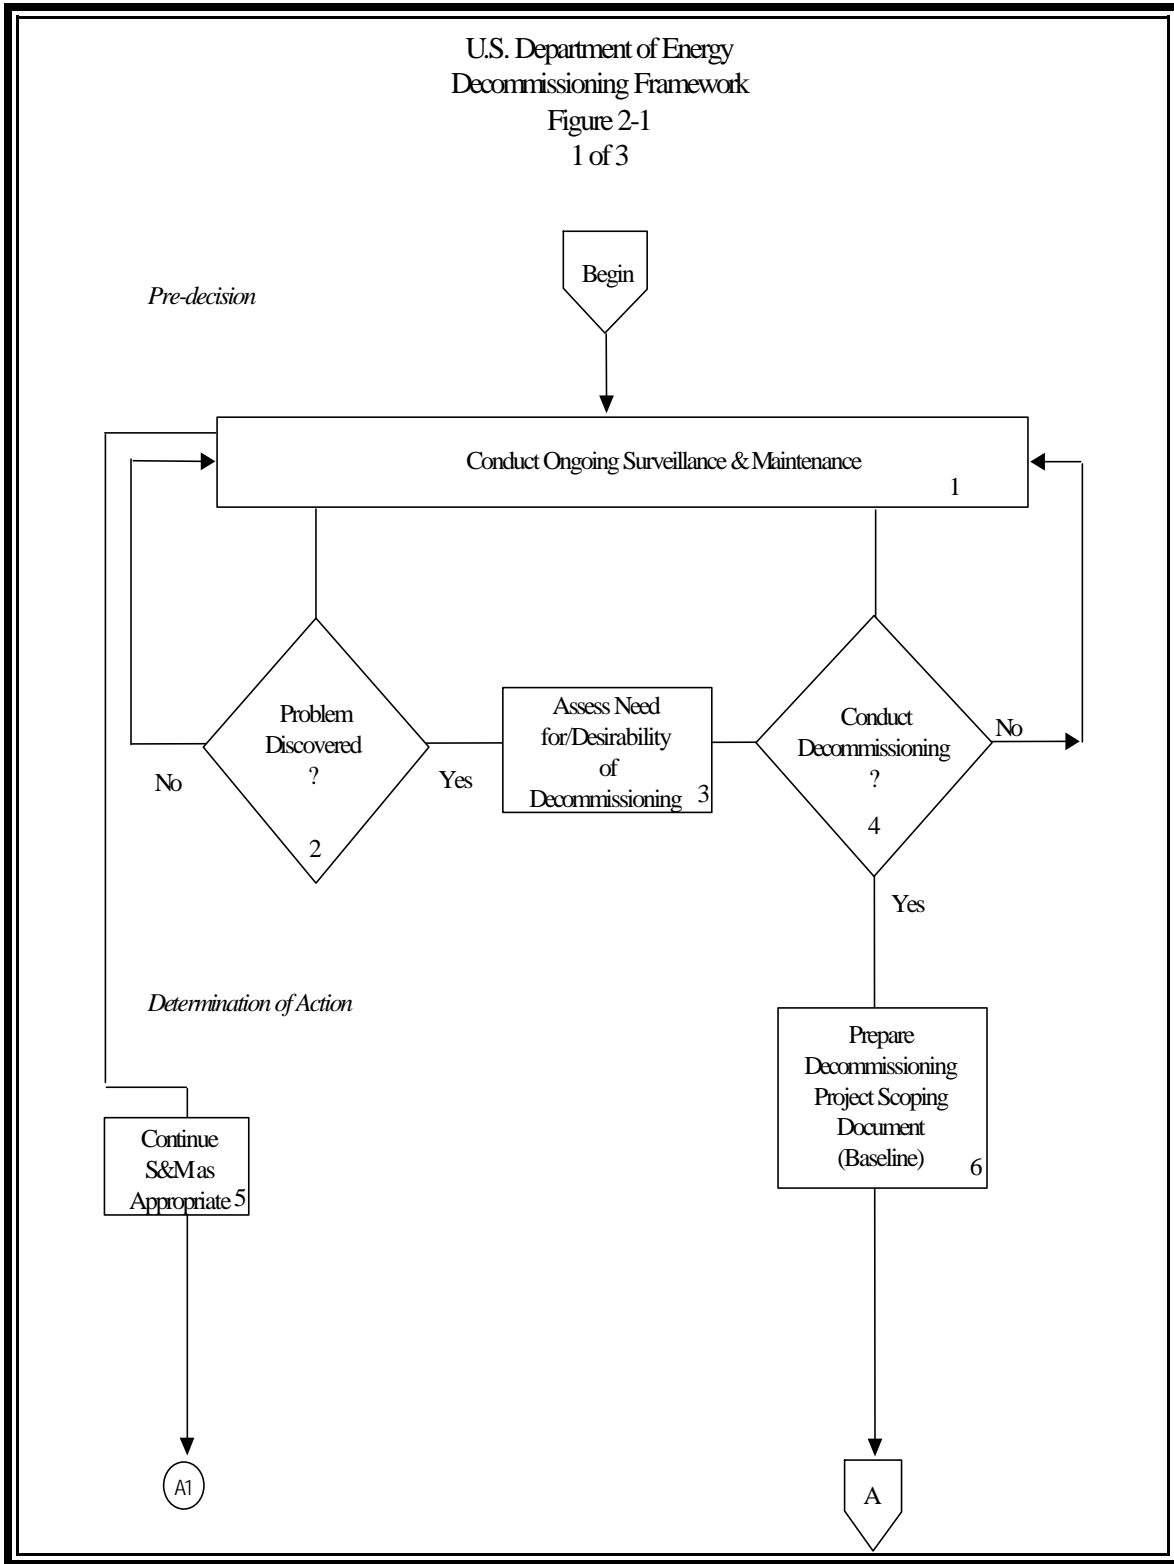 U.S. Department of Energy
Decommissioning Framework
Figure 2-1
1 of 3
Begin
Pre-decision
Conduct Ongoing Surveillance & Maintenance
1
Problem
Discovered
?
2
No
Yes
Assess Need
for/Desirability
of
Decommissioning 3
Conduct
Decommissioning
?
4
No
Yes
Determination of Action
Continue
S&M as
Appropriate 5
Prepare
Decommissioning
Project Scoping
Document
(Baseline) 6
A1
A